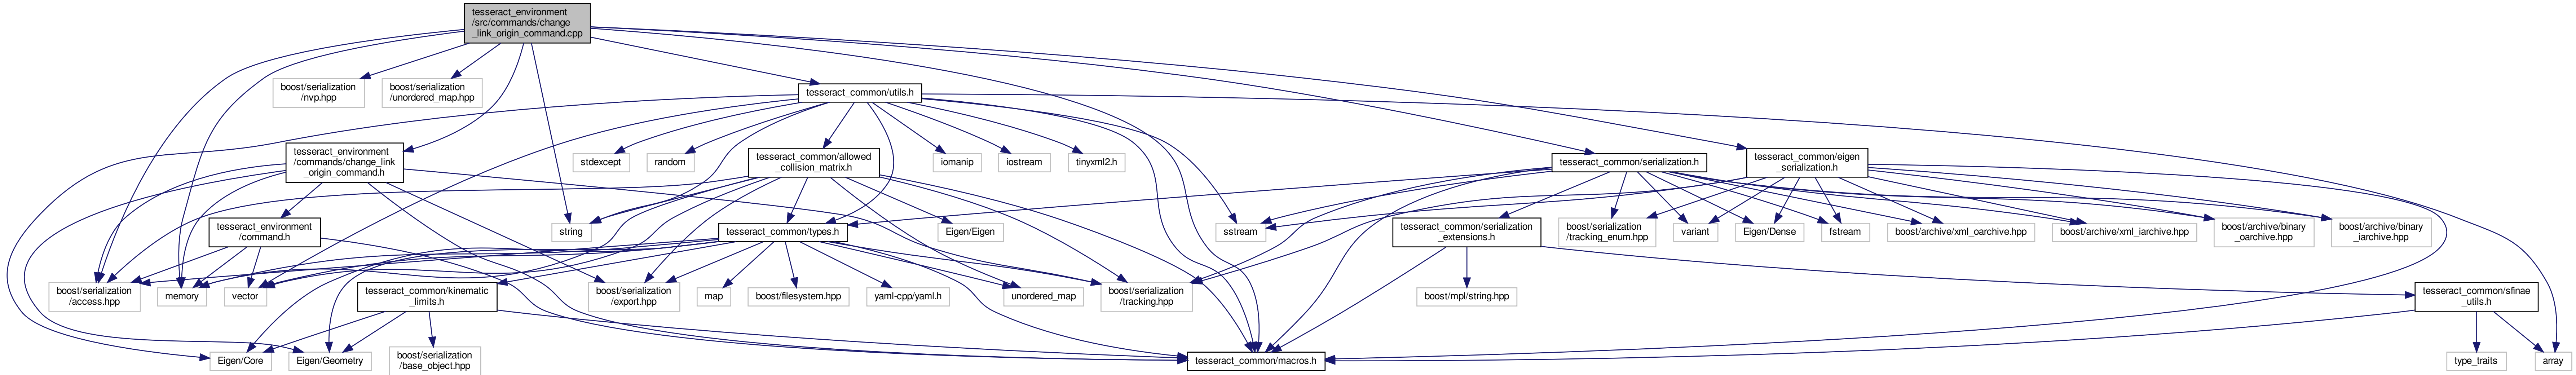 tesseract_environment
/src/commands/change
_link_origin_command.cpp
boost/serialization
/nvp.hpp
boost/serialization
/unordered_map.hpp
tesseract_common/utils.h
tesseract_environment
/commands/change_link
_origin_command.h
stdexcept
random
tesseract_common/allowed
_collision_matrix.h
iomanip
iostream
tinyxml2.h
tesseract_common/serialization.h
tesseract_common/eigen
_serialization.h
tesseract_environment
/command.h
string
tesseract_common/types.h
Eigen/Eigen
sstream
tesseract_common/serialization
_extensions.h
boost/serialization
/tracking_enum.hpp
variant
Eigen/Dense
fstream
boost/archive/xml_oarchive.hpp
boost/archive/xml_iarchive.hpp
boost/archive/binary
_oarchive.hpp
boost/archive/binary
_iarchive.hpp
boost/serialization
/access.hpp
memory
vector
tesseract_common/kinematic
_limits.h
boost/serialization
/export.hpp
map
boost/filesystem.hpp
yaml-cpp/yaml.h
unordered_map
boost/serialization
/tracking.hpp
boost/mpl/string.hpp
tesseract_common/sfinae
_utils.h
Eigen/Core
Eigen/Geometry
boost/serialization
/base_object.hpp
tesseract_common/macros.h
type_traits
array